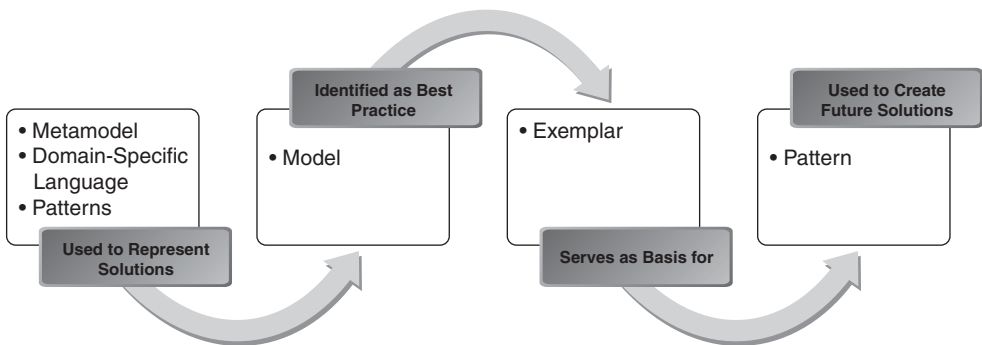 • Metamodel
• Domain-Specific
Language
• Patterns
Used to Represent
Solutions
Identified as Best
Practice
• Model
• Exemplar
Serves as Basis for
Used to Create
Future Solutions
• Pattern